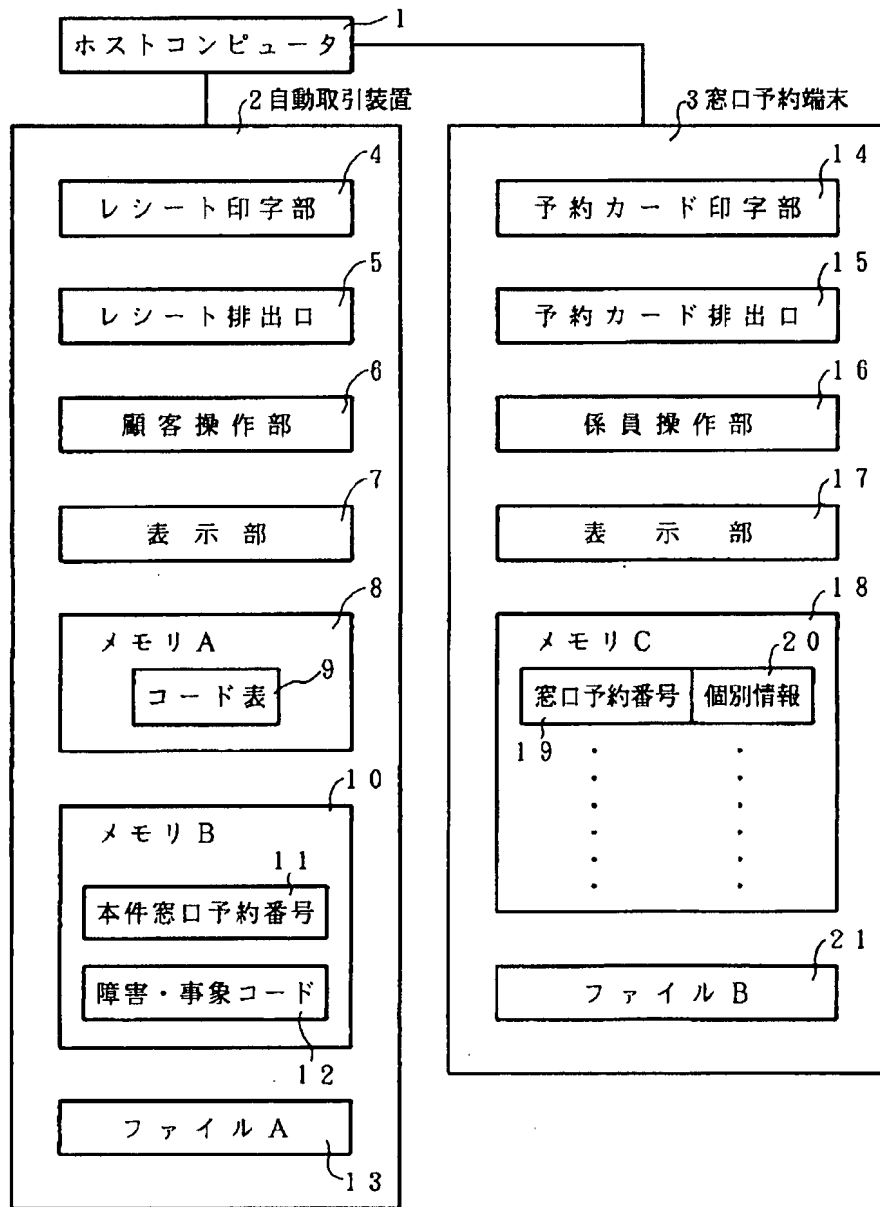 1
ホストコンピュータ
2自動取引装置
4
レシート印字部
5
レシート排出口
6
顧客操作部
7
表示部
8
メモリA
9
コード表
10
メモリB
11
本件窓口予約番号
障害・事象コード
12
ファイルA
13
3窓口予約端末
14
予約カード印字部
15
予約カード排出口
16
係員操作部
17
表示部
18
メモリC
20
窓口予約番号 個別情報
19
21
ファイルB